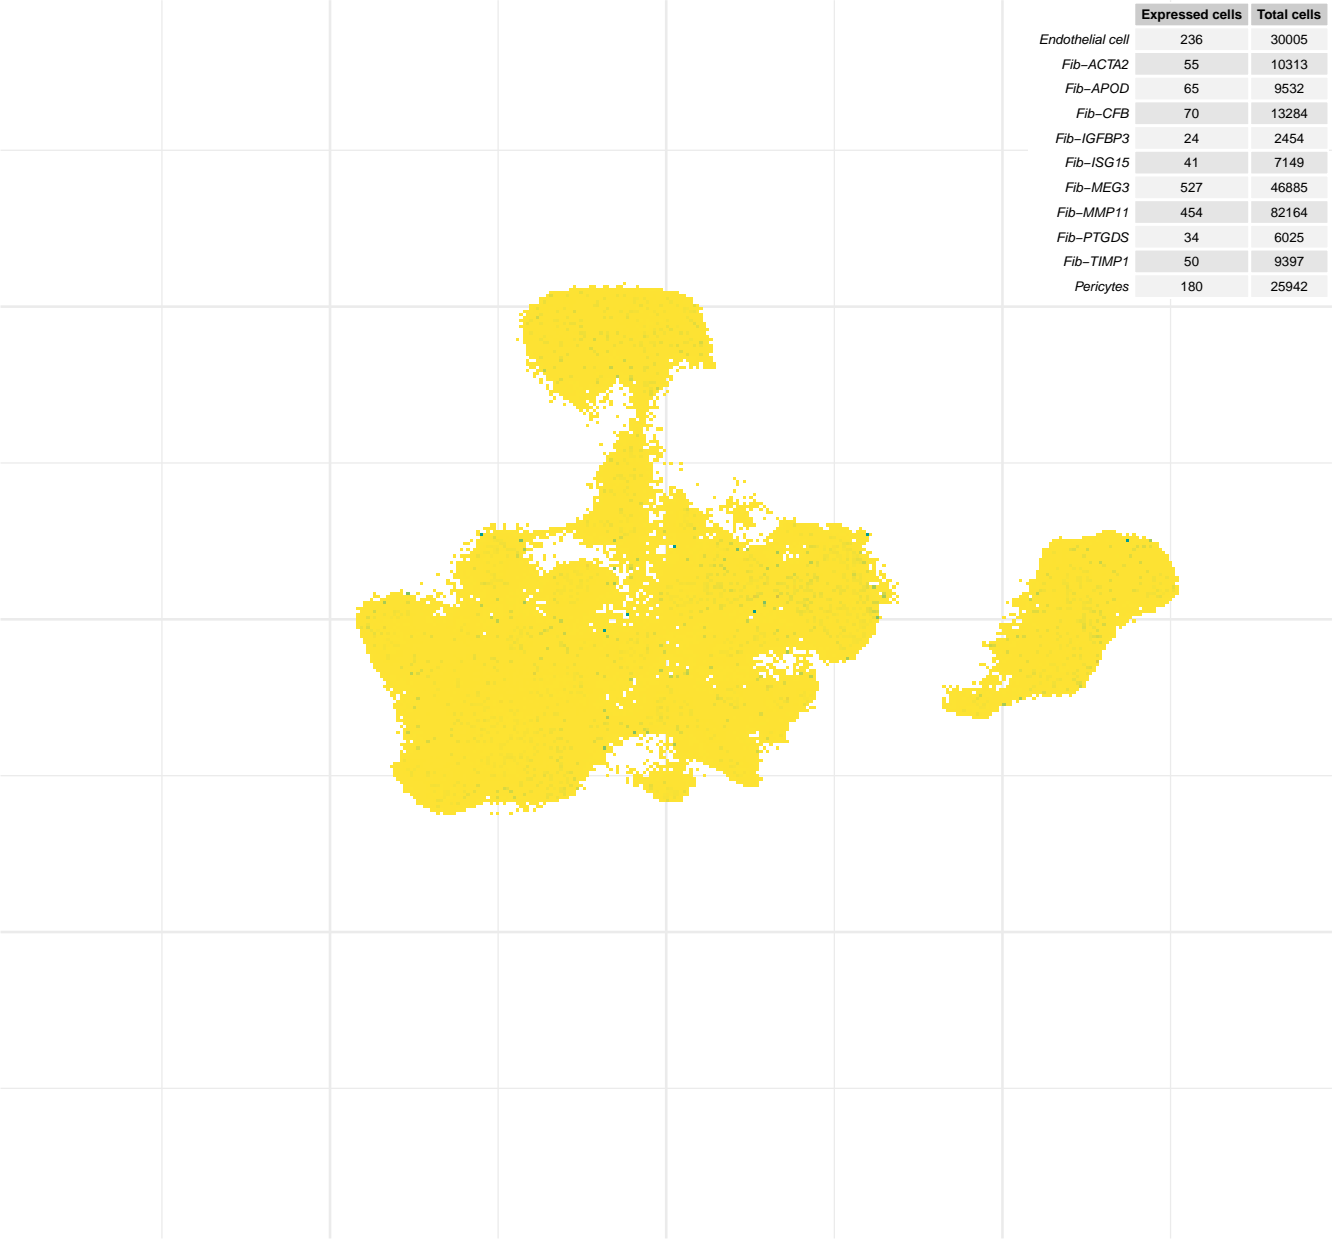 Expressed cells Total cells
Endothelial cell 236 30005
Fib−ACTA2 55 10313
Fib−APOD 65 9532
Fib−CFB 70 13284
Fib−IGFBP3 24 2454
Fib−ISG15 41 7149
Fib−MEG3 527 46885
Fib−MMP11 454 82164
Fib−PTGDS 34 6025
Fib−TIMP1 50 9397
Pericytes 180 25942